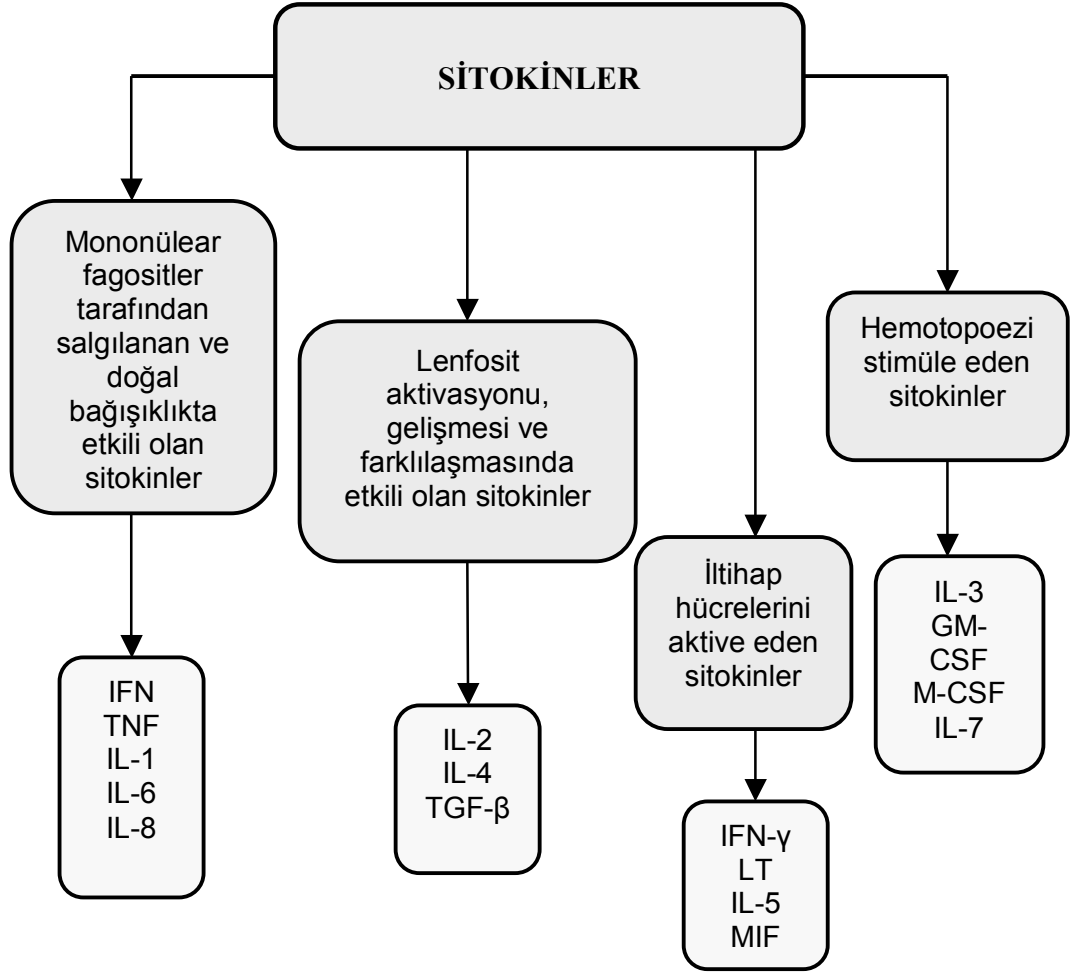 SİTOKİNLER
Mononülear
fagositler
tarafından
salgılanan ve
doğal
bağışıklıkta
etkili olan
sitokinler
Lenfosit
aktivasyonu,
gelişmesi ve
farklılaşmasında
etkili olan sitokinler
İltihap
hücrelerini
aktive eden
sitokinler
Hemotopoezi
stimüle eden
sitokinler
IFN
TNF
IL-1
IL-6
IL-8
IL-2
IL-4
TGF-β
IFN-γ
LT
IL-5
MIF
IL-3
GM-
CSF
M-CSF
IL-7